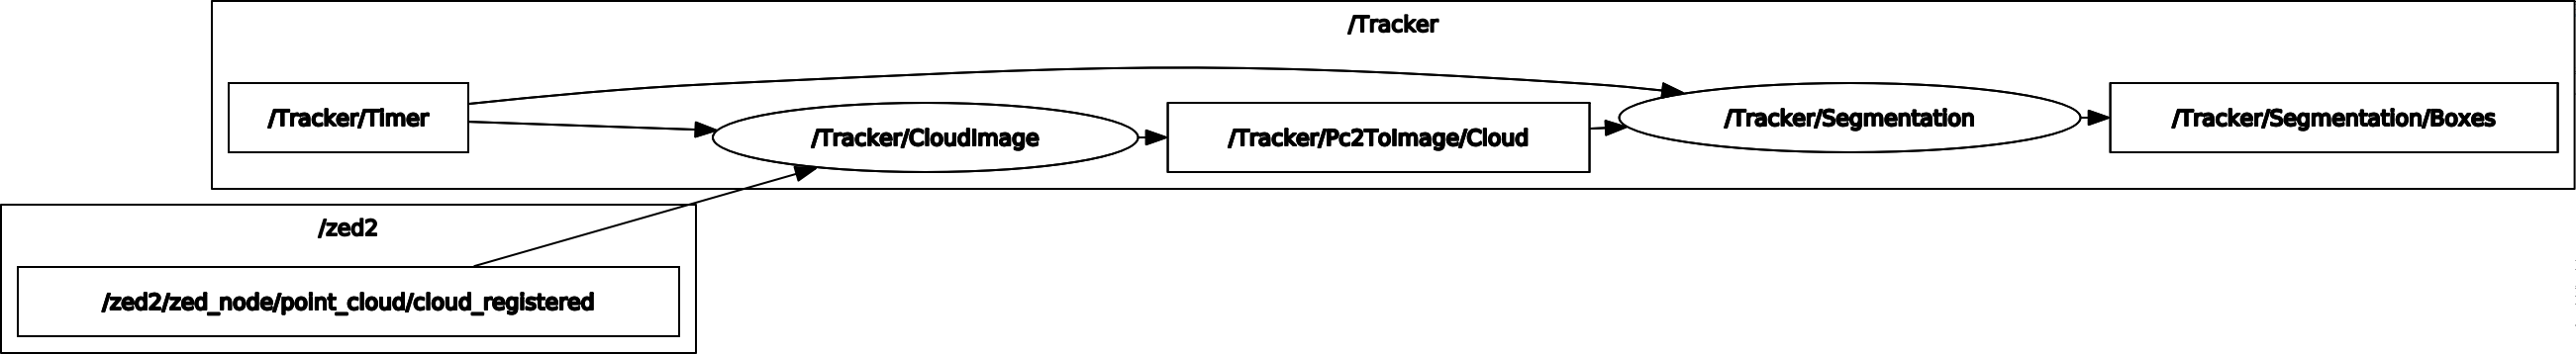 /Tracker
/Tracker/Timer
/Tracker/CloudImage
/Tracker/Pc2ToImage/Cloud
/Tracker/Segmentation
/Tracker/Segmentation/Boxes
/zed2
/zed2/zed_node/point_cloud/cloud_registered